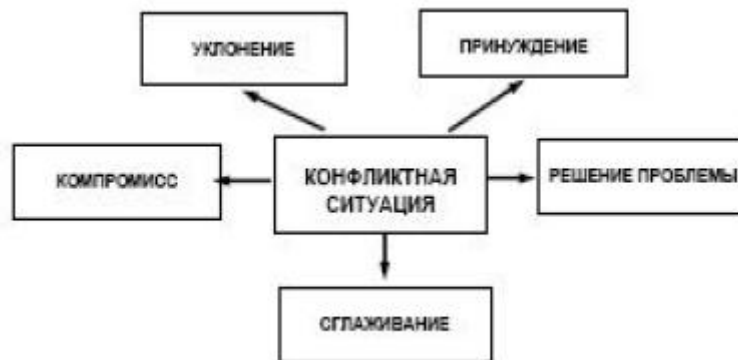 УКЛОНЕНИЕ
ПРИНУЖДЕНИЕ
КОМПРОМИСС
КОНФЛИКТНАЯ
СИТУАЦИЯ
РЕШЕНИЕ ПРОБЛЕМЫ
СГЛАЖИВАНИЕ